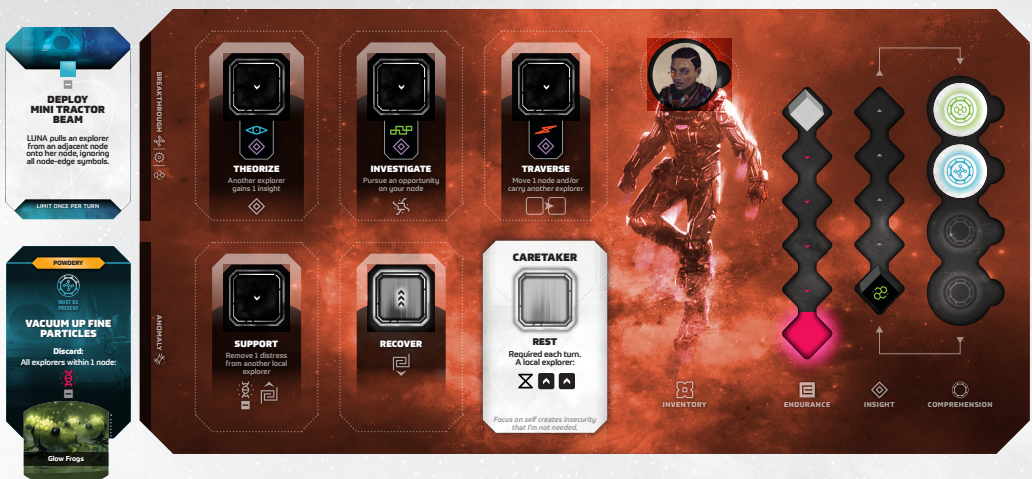 DEPLOY
MINI TRACTOR
BEAM
LUNA pulls an explorer
from an adjacent node
onto her node, ignoring
all node-edge symbols.
LIMIT ONCE PER TURN
POWDERY
MUST BE
PRESENT
VACUUM UP FINE
PARTICLES
Discard:
All explorers within 1 node:
Glow Frogs
BREAKTHROUGH
THEORIZE
Another explorer
gains 1 insight
INVESTIGATE
Pursue an opportunity
on your node
TRAVERSE
Move 1 node and/or
carry another explorer
ANOMALY
SUPPORT
Remove 1 distress
from another local
explorer
RECOVER
CARETAKER
REST
Required each turn.
A local explorer:
Focus on self creates insecurity
that I'm not needed.
INVENTORY
ENDURANCE
INSIGHT
COMPREHENSION